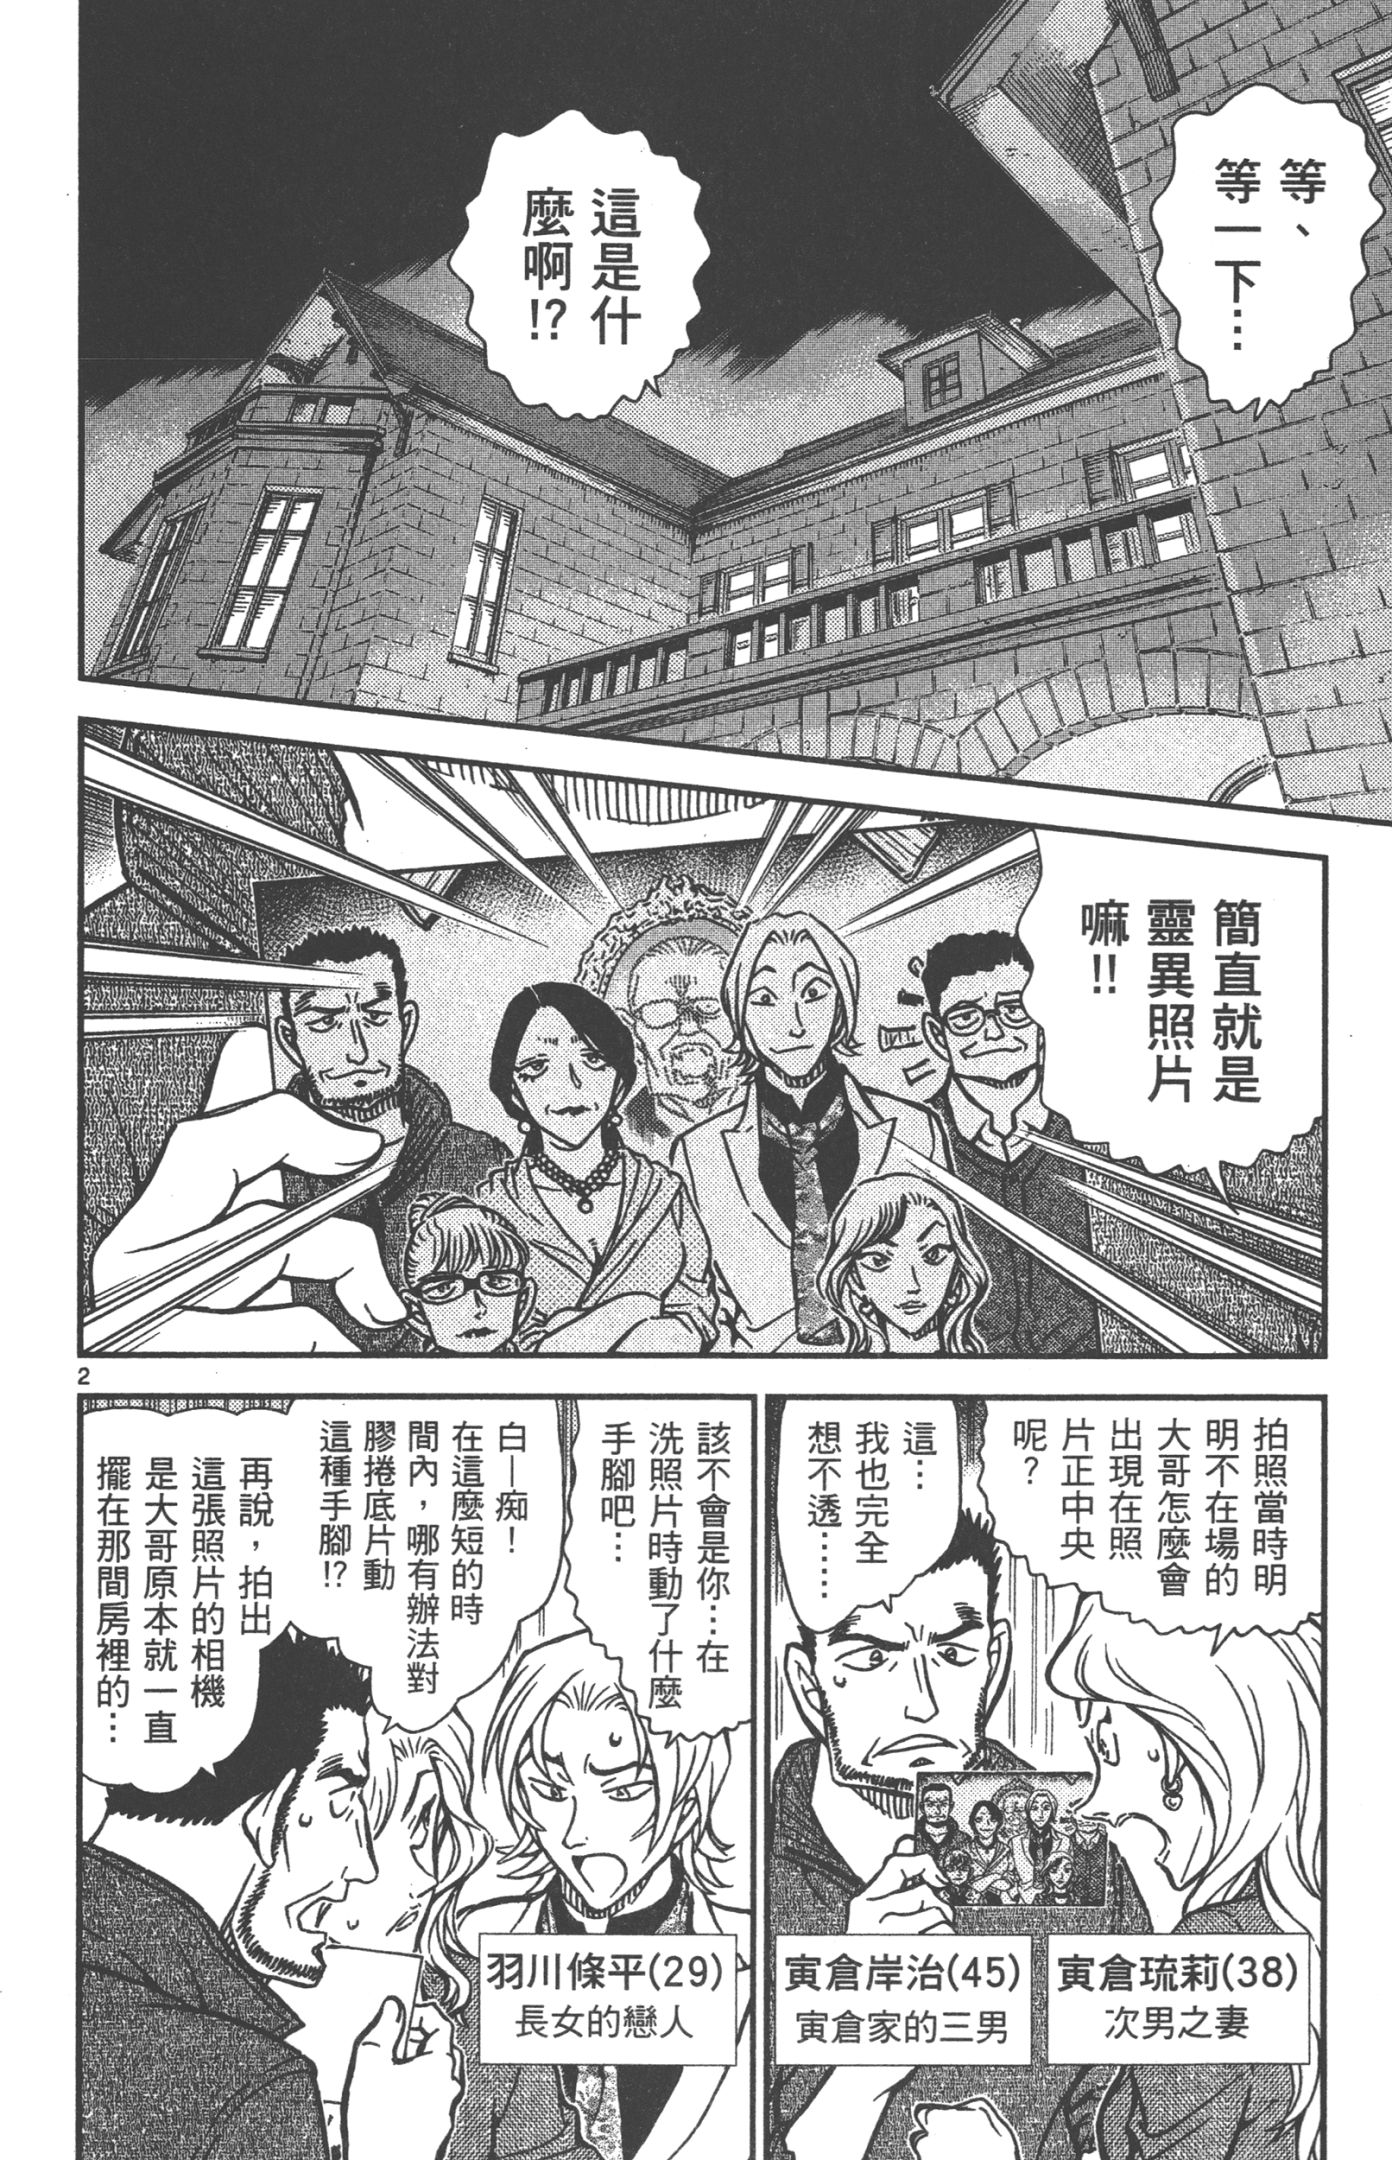 等、
等一下…
這是什
麼啊!?
簡直就是
靈異照片
嘛!!
2
拍照當時明
明不在場的
大哥怎麼會
出現在照
片正中央
呢?
這…
我也完全
想不透……
寅倉琉莉(38)
次男之妻
寅倉岸治(45)
寅倉家的三男
該不會是你…在
洗照片時動了什麼
手腳吧…
白—痴!
在這麼短的時
間內，哪有辦法對
膠捲底片動
這種手腳!?
再說，拍出
這張照片的相機
是大哥原本就一直
擺在那間房裡的…
羽川條平(29)
長女的戀人